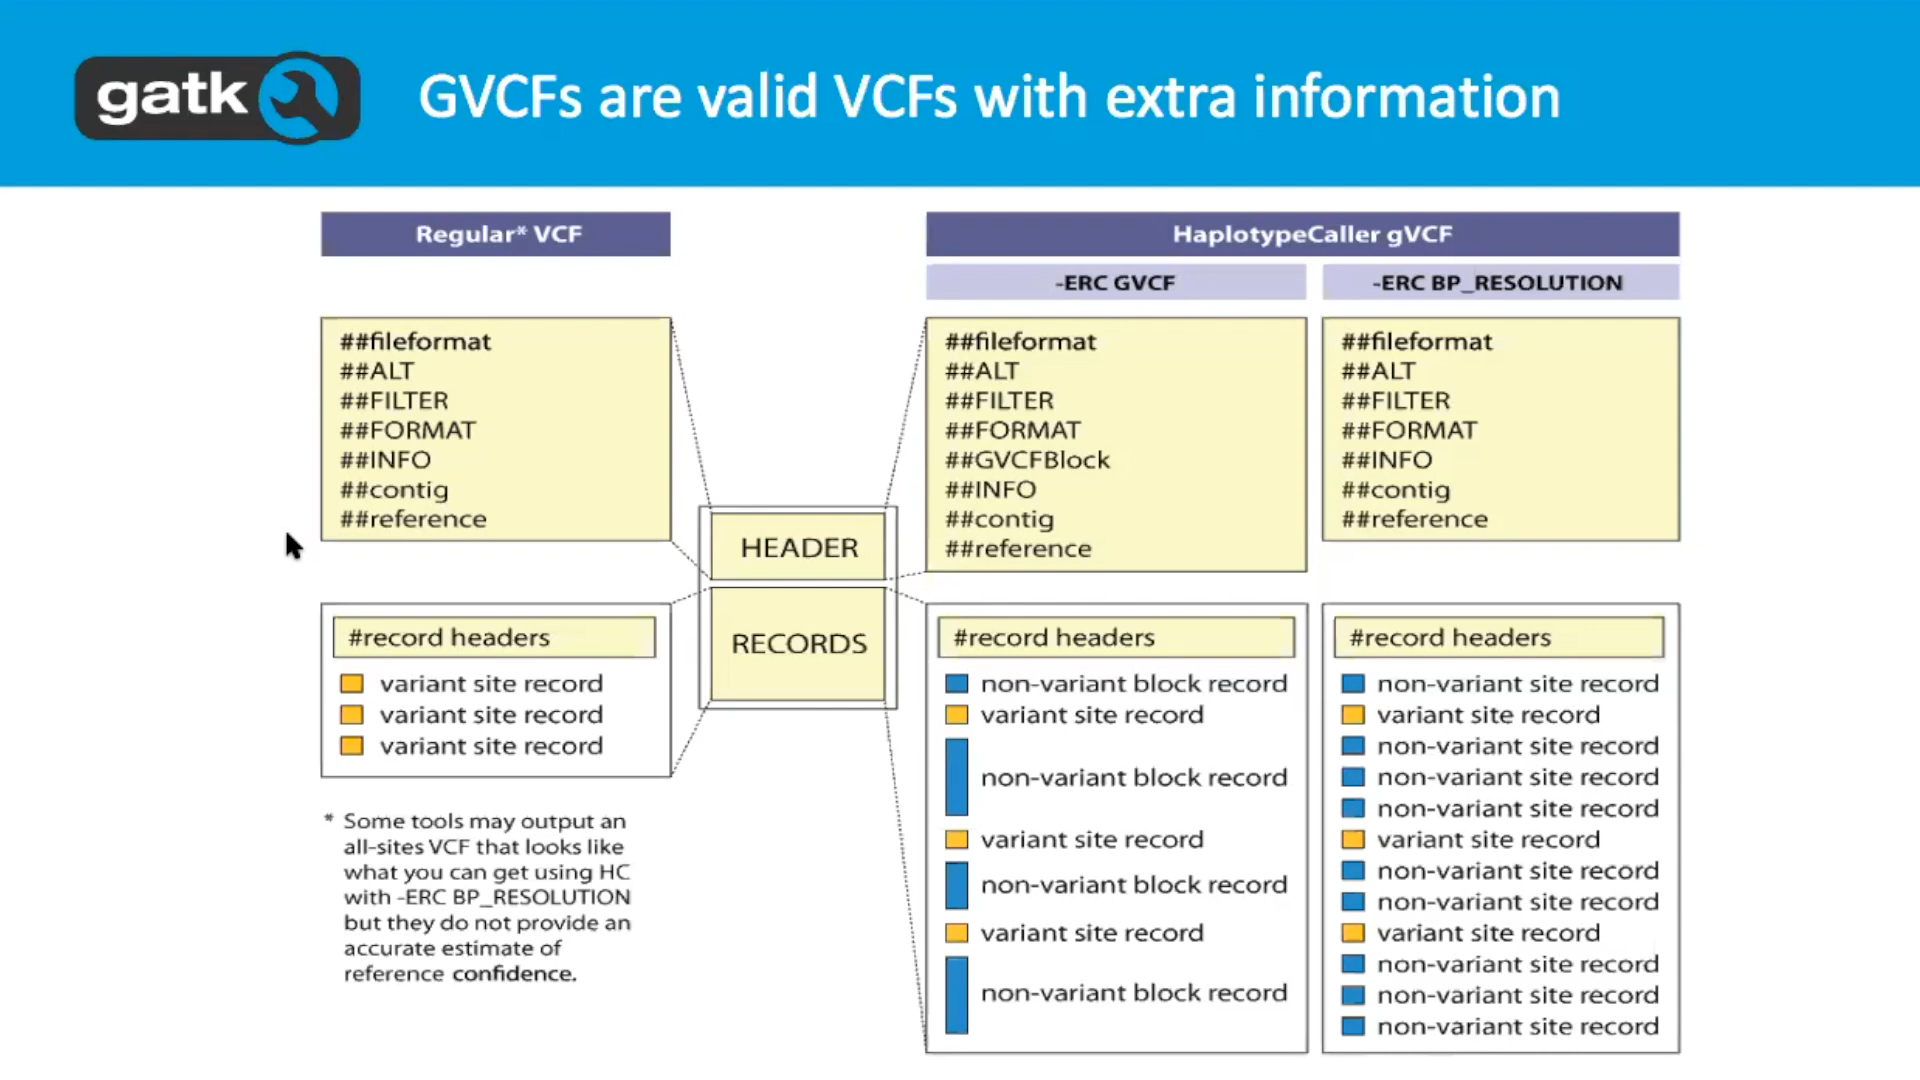 gatk
GVCFs are valid VCFs with extra information
Regular* VCF
##fileformat
##ALT
##FILTER
##FORMAT
##INFO
##contig
##reference
#record headers
variant site record
variant site record
variant site record
* Some tools may output an
all-sites VCF that looks like
what you can get using HC
with -ERC BP_RESOLUTION
but they do not provide an
accurate estimate of
reference confidence.
HEADER
RECORDS
HaplotypeCaller gVCF
-ERC GVCF
##fileformat
##ALT
##FILTER
##FORMAT
##GVCFBlock
##INFO
##contig
##reference
#record headers
non-variant block record
variant site record
non-variant block record
variant site record
non-variant block record
variant site record
non-variant block record
-ERC BP_RESOLUTION
##fileformat
##ALT
##FILTER
##FORMAT
##INFO
##contig
##reference
#record headers
non-variant site record
variant site record
non-variant site record
non-variant site record
non-variant site record
variant site record
non-variant site record
non-variant site record
variant site record
non-variant site record
non-variant site record
non-variant site record